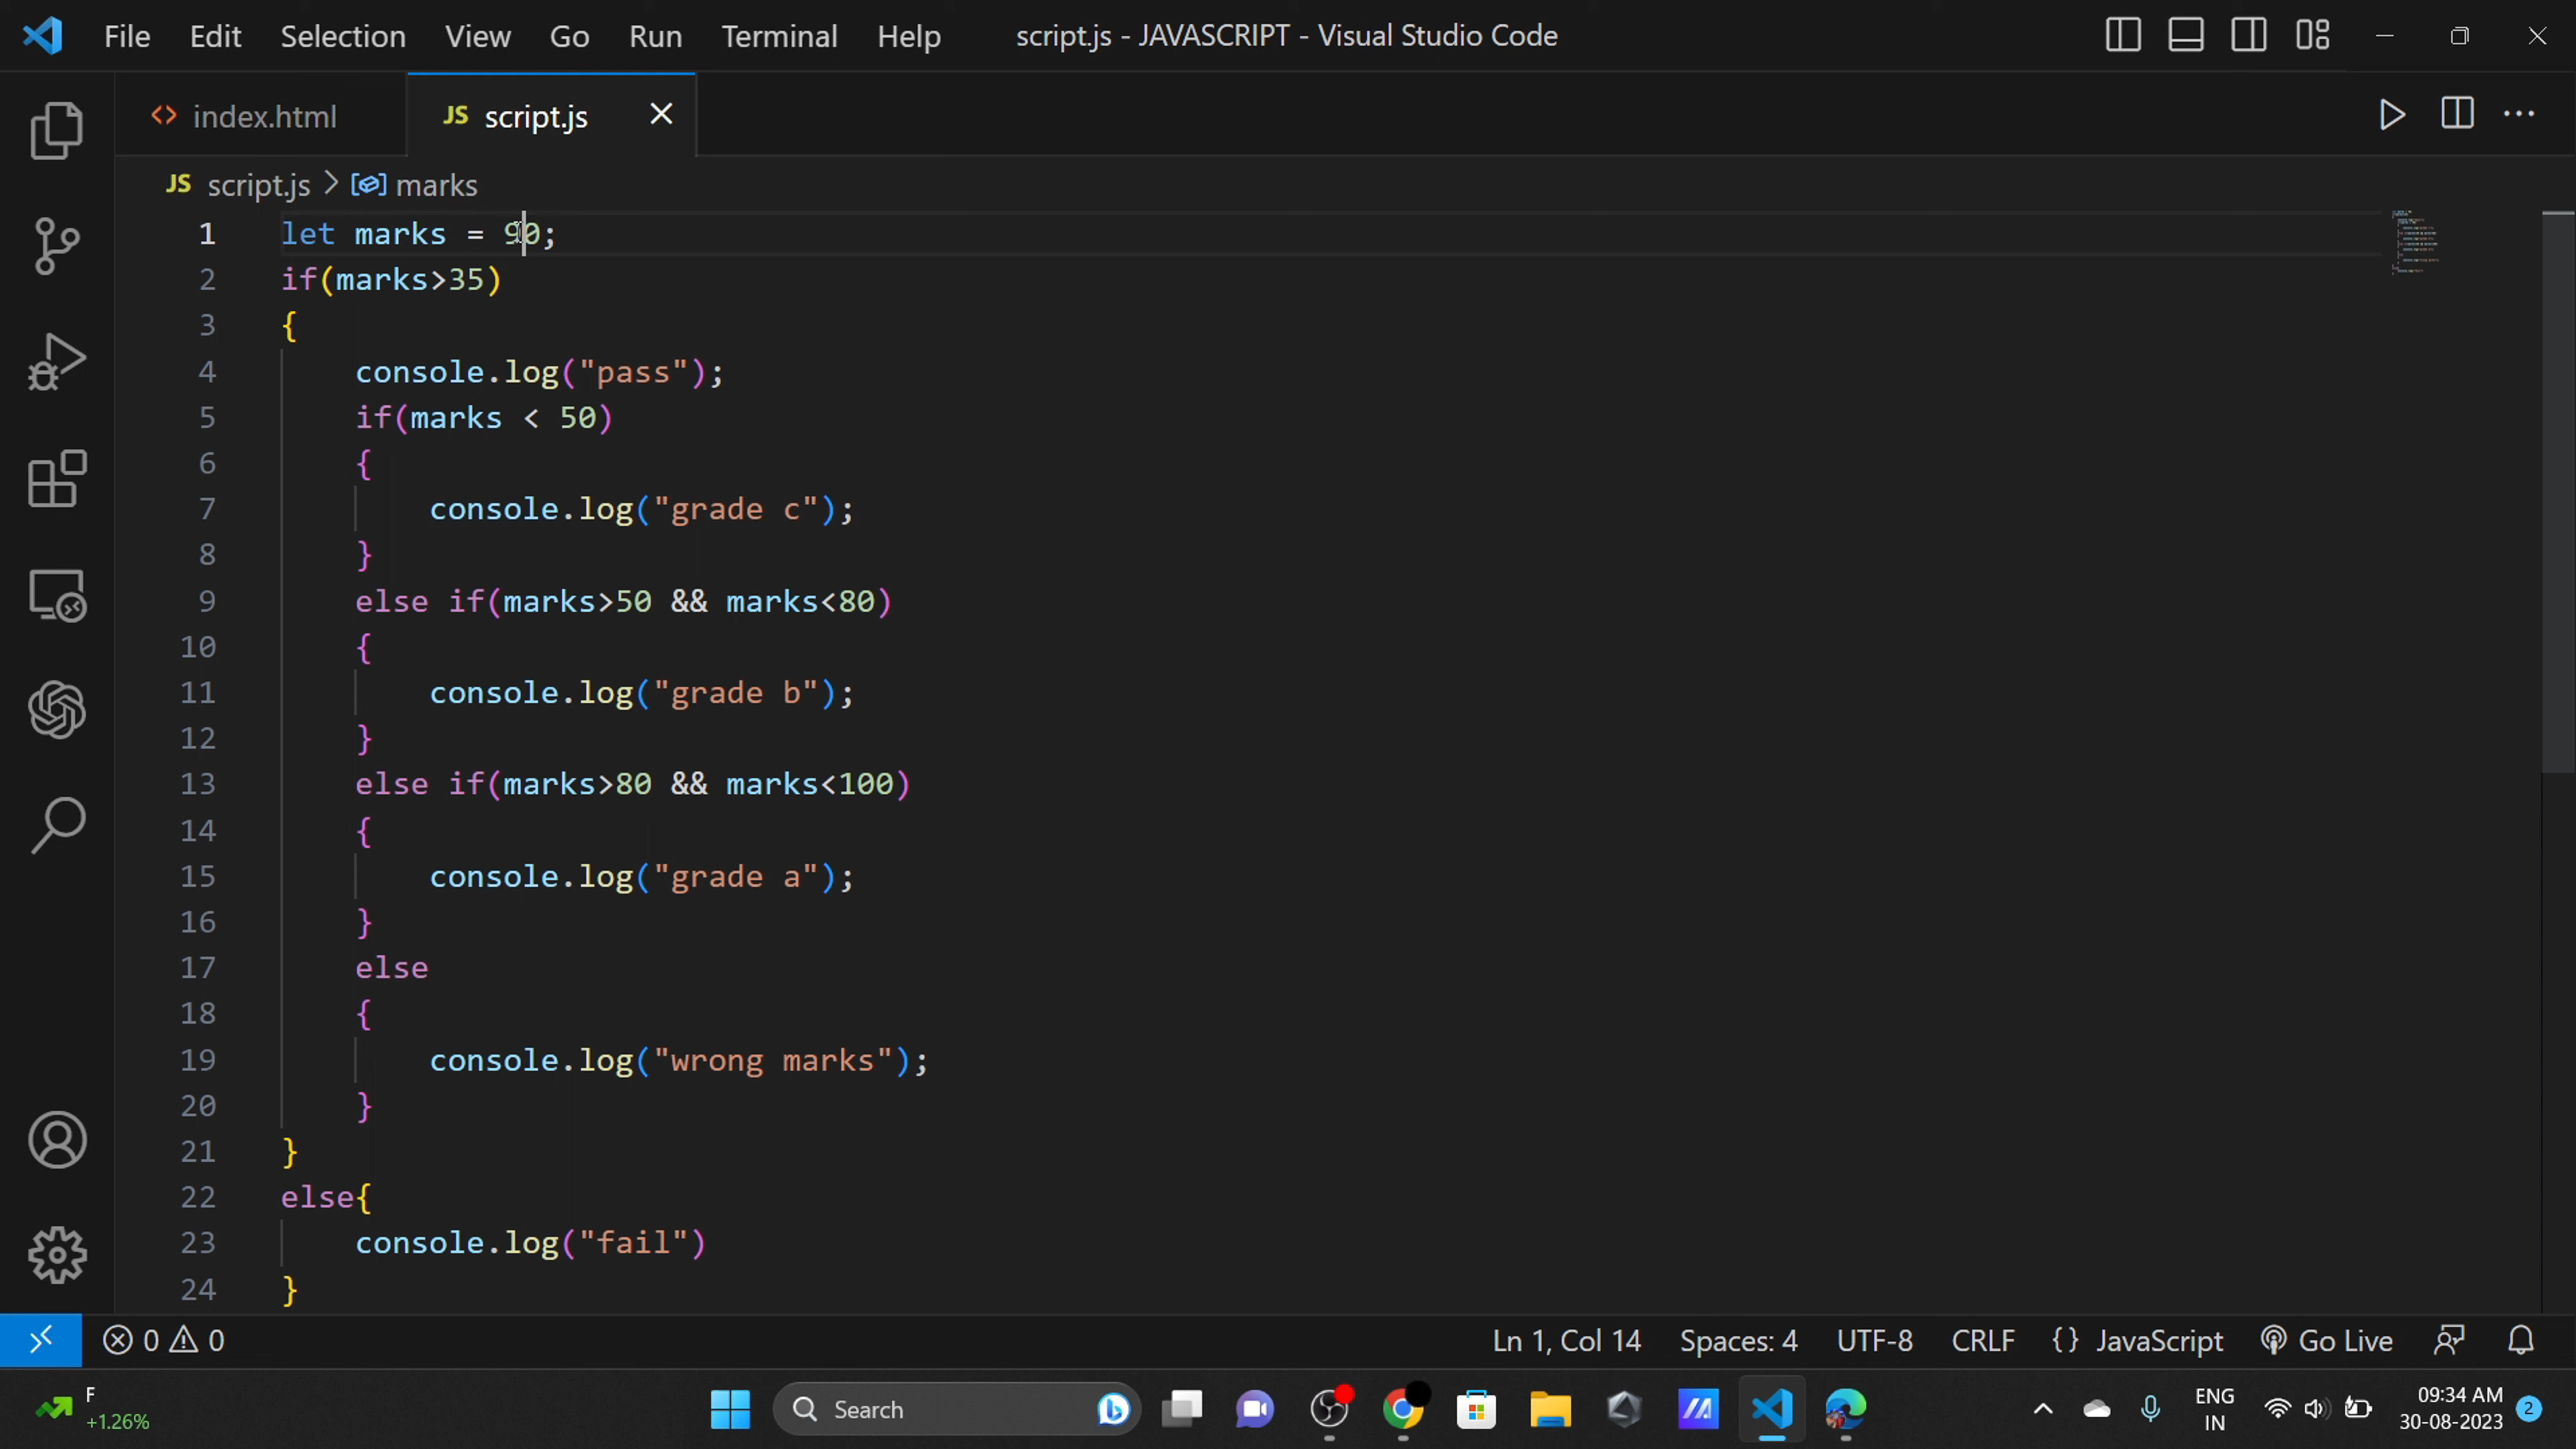 File Edit Selection View Go Run Terminal Help script.js - JAVASCRIPT - Visual Studio Code
index.html JS script.js
JS script.js > marks
1 let marks = 90;
2 if(marks>35)
3 {
4 console.log("pass");
5 if(marks < 50)
6 {
7 console.log("grade c");
8 }
9 else if(marks>50 && marks<80)
10 {
11 console.log("grade b");
12 }
13 else if(marks>80 && marks<100)
14 {
15 console.log("grade a");
16 }
17 else
18 {
19 console.log("wrong marks");
20 }
21 }
22 else{
23 console.log("fail")
24 }
0 0 Ln 1, Col 14 Spaces: 4 UTF-8 CRLF {} JavaScript Go Live
F
+1.26%
Search
ENG
IN
09:34 AM
30-08-2023
2